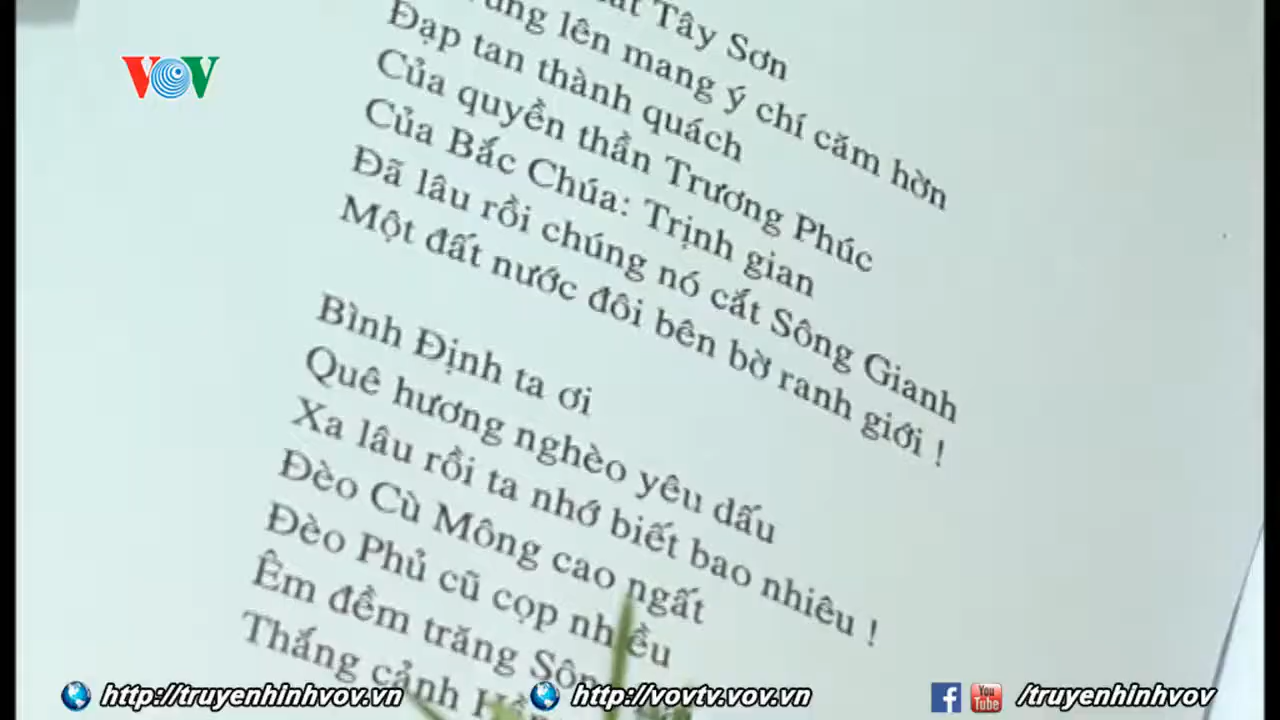 VOV
Tây Sơn
lên mang ý chí căm hờn
Đạp tan thành quách
Của quyền thần Trương Phúc
Của Bắc Chúa: Trịnh gian
Đã lâu rồi chúng nó cắt Sông Gianh
Một đất nước đôi bên bờ ranh giới !
Bình Định ta ơi
Quê hương nghèo yêu dấu
Xa lâu rồi ta nhớ biết bao nhiêu !
Đèo Cù Mông cao ngất
Đèo Phủ cũ cọp nhiều
Êm đềm trăng Sông
Thắng cảnh
http://truyenhinhvov.vn http://vovtv.vov.vn f You Tube /truyenhinhvov